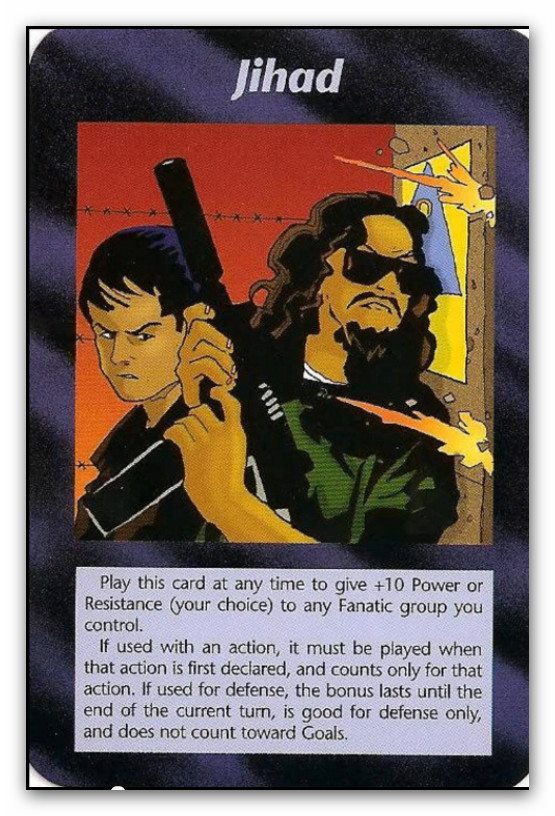 Jihad
Play this card at any time to give +10 Power or
Resistance (your choice) to any Fanatic group you
control.
If used with an action, it must be played when
that action is first declared, and counts only for that
action. If used for defense, the bonus lasts until the
end of the current turn, is good for defense only,
and does not count toward Goals.